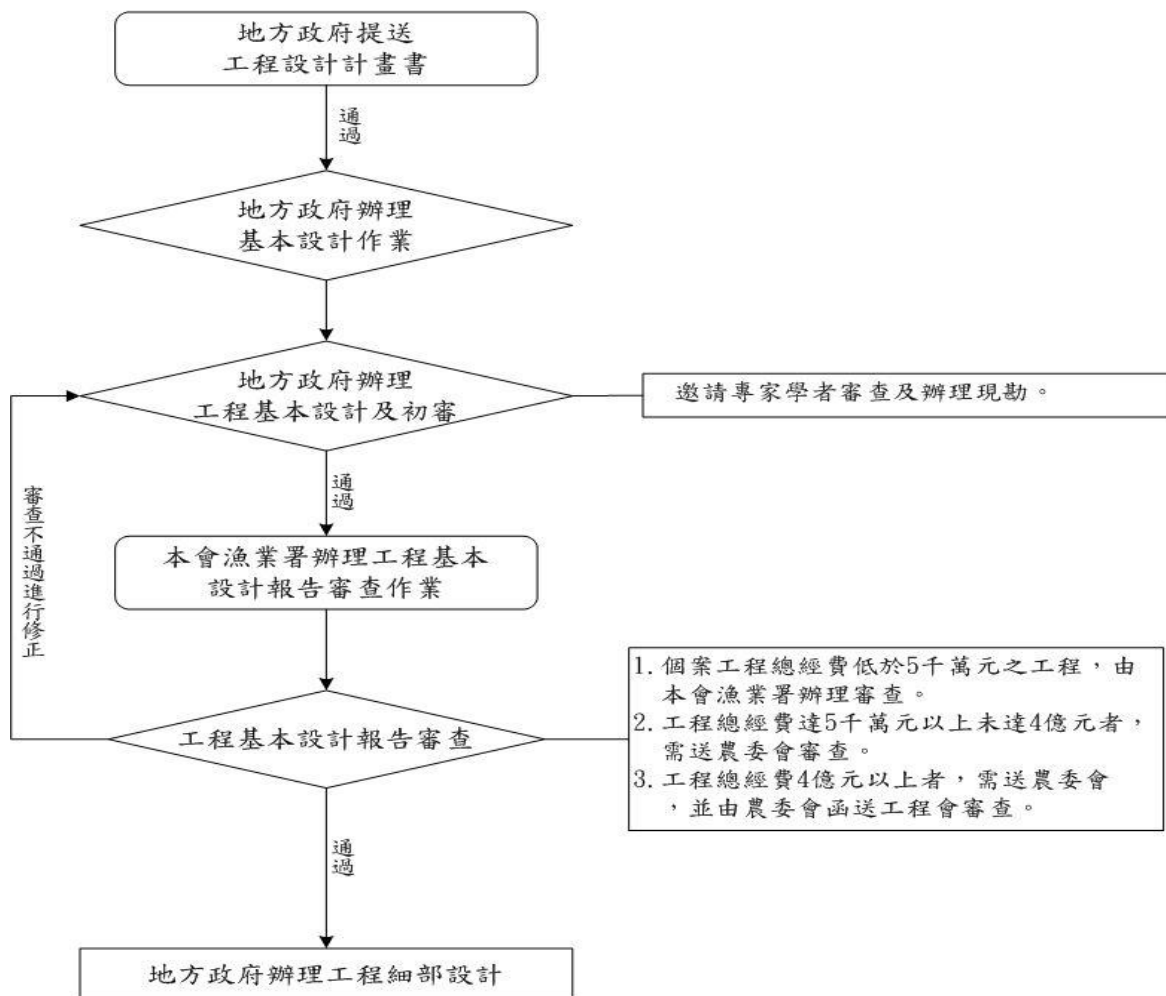 地方政府提送
工程設計計畫書
通過
地方政府辦理
基本設計作業
地方政府辦理
工程基本設計及初審
邀請專家學者審查及辦理現勘。
通過
審查不通過進行修正
本會漁業署辦理工程基本
設計報告審查作業
工程基本設計報告審查
1. 個案工程總經費低於5千萬元之工程，由
本會漁業署辦理審查。
2. 工程總經費達5千萬元以上未達4億元者，
需送農委會審查。
3. 工程總經費4億元以上者，需送農委會
，並由農委會函送工程會審查。
通過
地方政府辦理工程細部設計